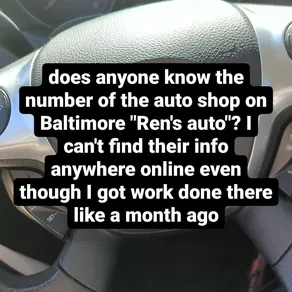 does anyone know the
number of the auto shop on
Baltimore "Ren's auto"? I
can't find their info
anywhere online even
though I got work done there
like a month ago